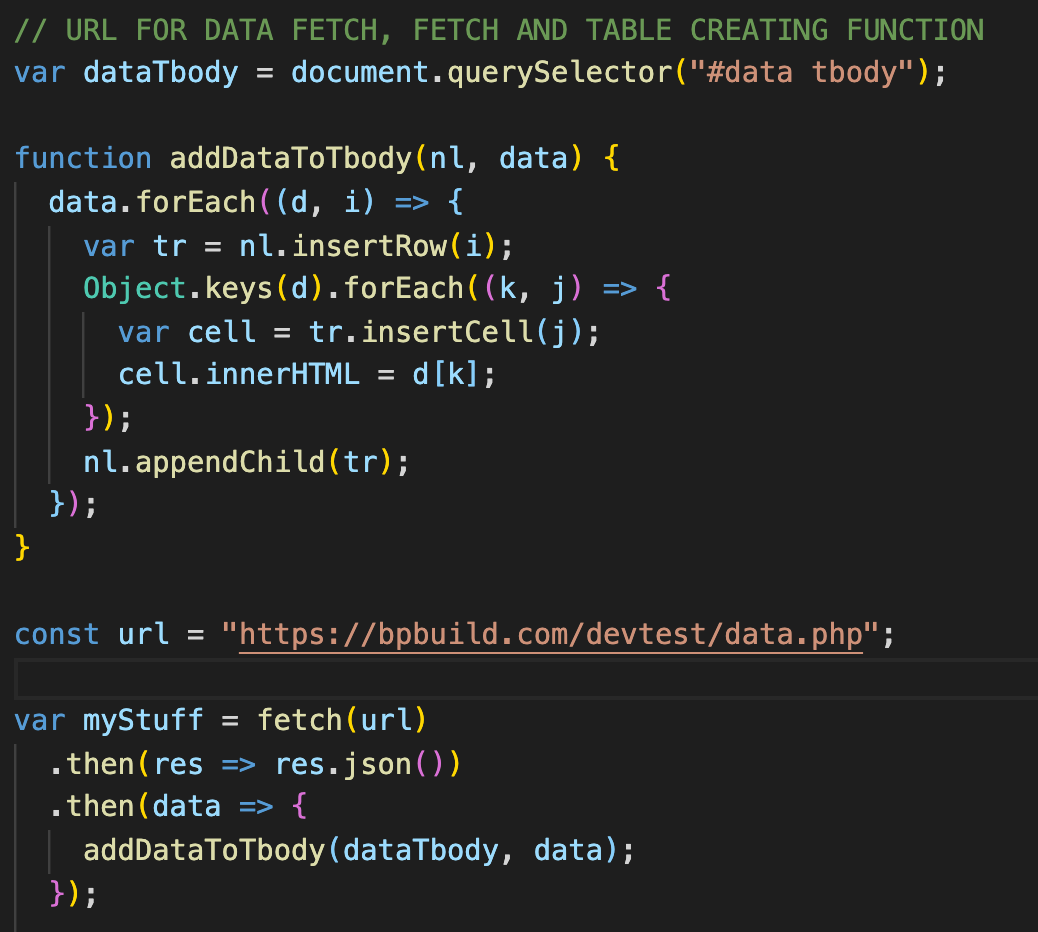 // URL FOR DATA FETCH, FETCH AND TABLE CREATING FUNCTION
var dataTbody = document.querySelector("#data tbody");
function addDataToTbody(nl, data) {
data.forEach((d, i) => {
var tr = nl.insertRow(i);
Object.keys(d).forEach((k, j) => {
var cell = tr.insertCell(j);
cell.innerHTML = d[k];
});
nl.appendChild(tr);
});
}
const url = "https://bpbuild.com/devtest/data.php";
var myStuff = fetch(url)
.then(res => res.json())
.then(data => {
addDataToTbody(dataTbody, data);
});